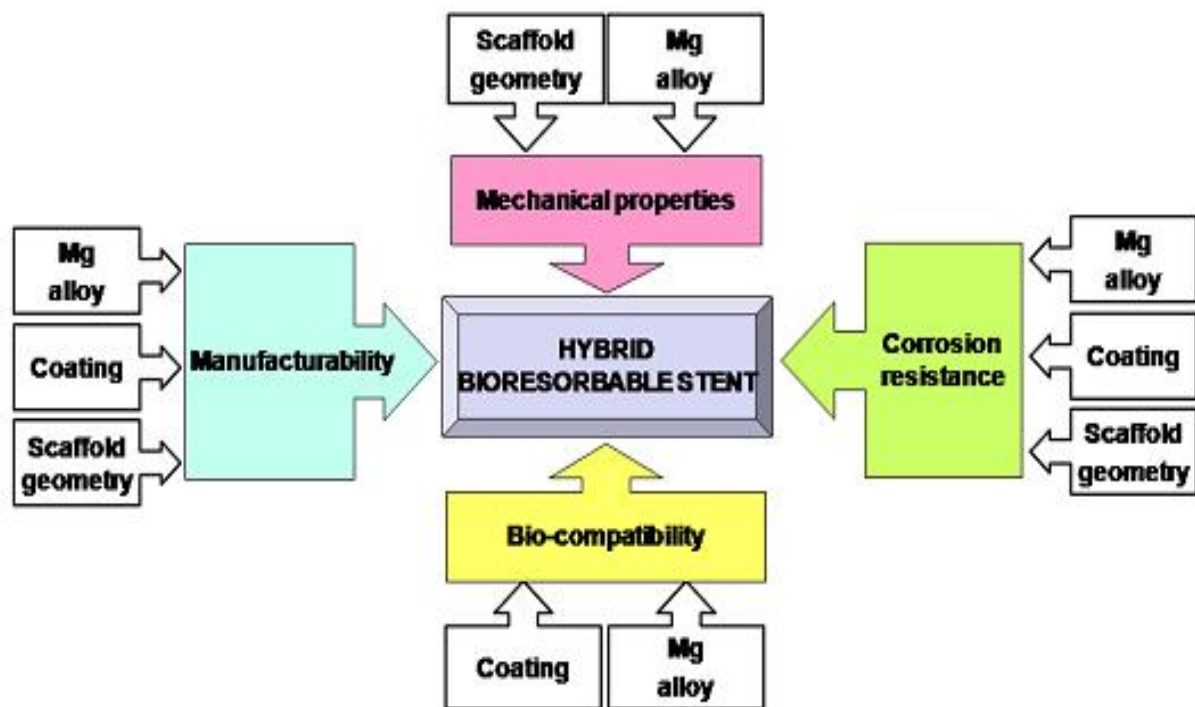 Scaffold
geometry
Mg
alloy
Mechanical properties
Mg
alloy
Coating
Scaffold
geometry
Manufacturability
HYBRID
BIORESORBABLE STENT
Corrosion
resistance
Mg
alloy
Coating
Scaffold
geometry
Bio-compatibility
Coating
Mg
alloy